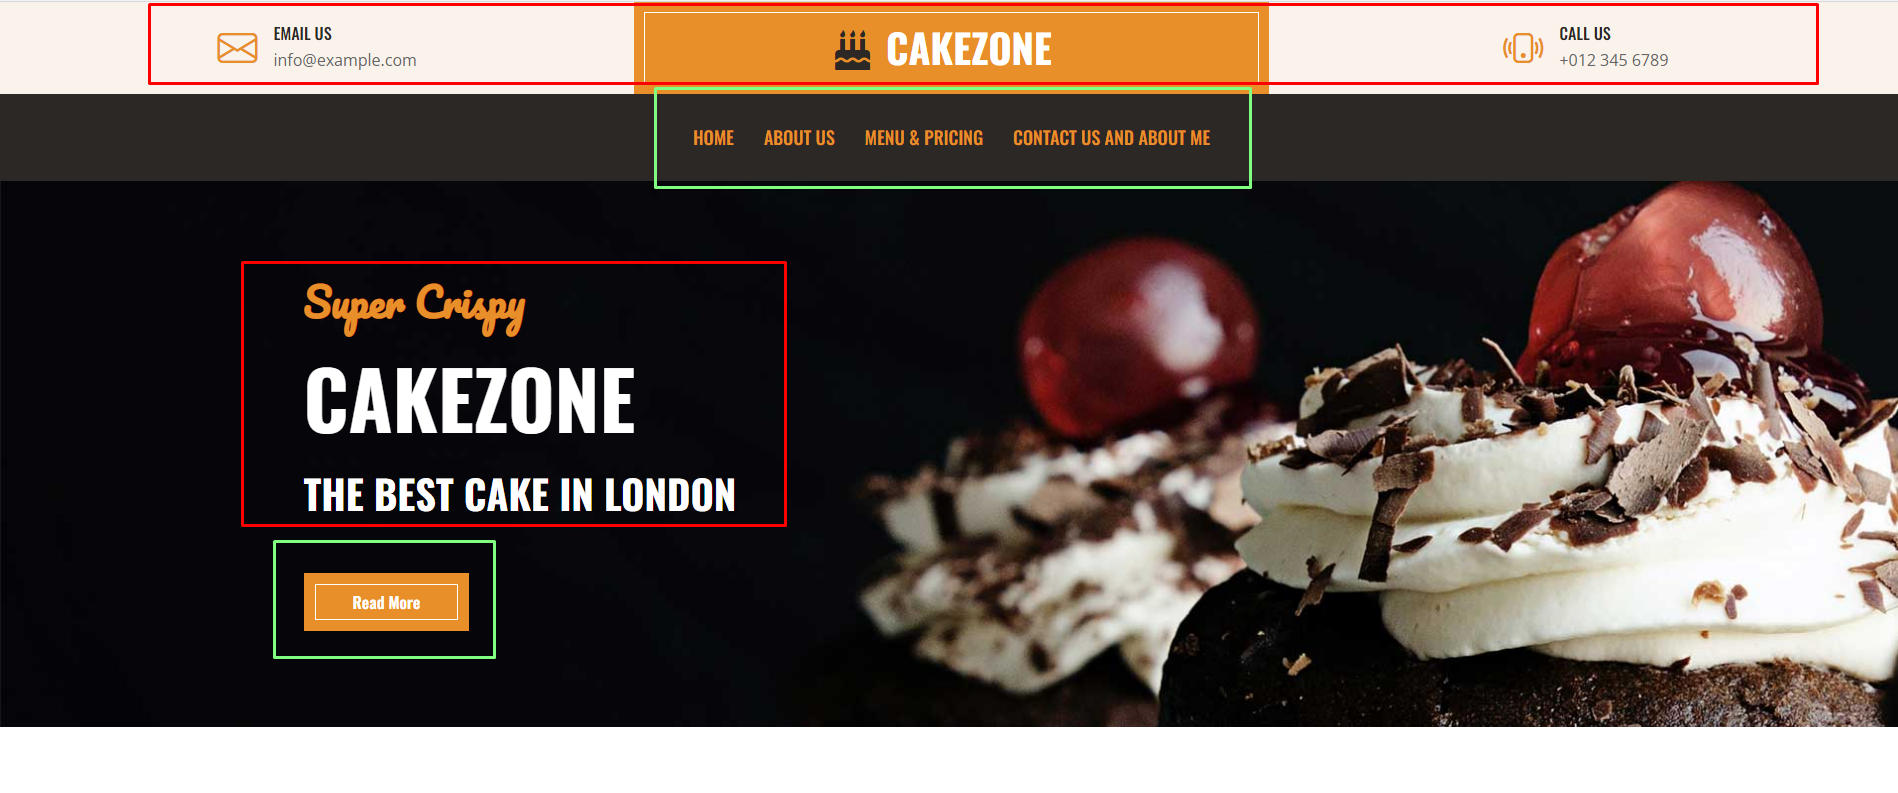 EMAIL US
info@example.com
CAKEZONE
CALL US
+012 345 6789
HOME ABOUT US MENU & PRICING CONTACT US AND ABOUT ME
Super Crispy
CAKEZONE
THE BEST CAKE IN LONDON
Read More